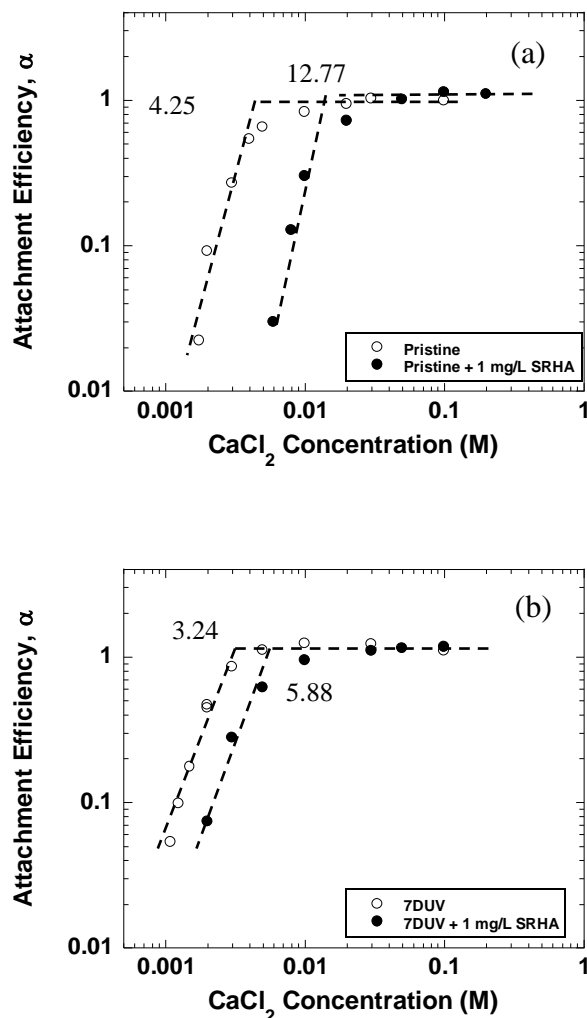 (a)
12.77
4.25
1
0.1
0.01
Attachment Efficiency, α
Pristine
Pristine + 1 mg/L SRHA
0.001 0.01 0.1 1
CaCl₂ Concentration (M)
(b)
3.24
5.88
1
0.1
0.01
Attachment Efficiency, α
7DUV
7DUV + 1 mg/L SRHA
0.001 0.01 0.1 1
CaCl₂ Concentration (M)